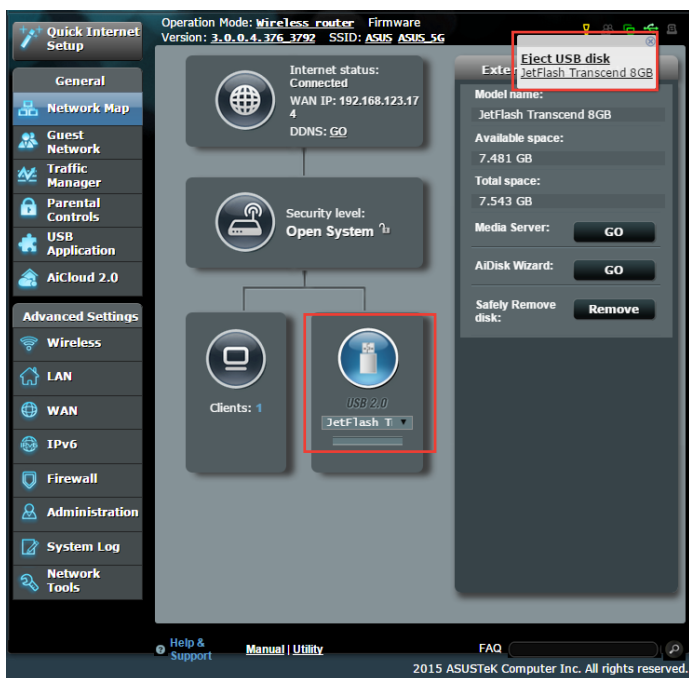 Quick Internet
Setup
Operation Mode: Wireless router Firmware
Version: 3.0.0.4.376_3792 SSID: ASUS ASUS_5G
General
Network Map
Guest
Network
Traffic
Manager
Parental
Controls
USB
Application
AiCloud 2.0
Advanced Settings
Wireless
LAN
WAN
IPv6
Firewall
Administration
System Log
Network
Tools
Internet status:
Connected
WAN IP: 192.168.123.17
4
DDNS: GO
Security level:
Open System
Clients: 1
USB 2.0
JetFlash T
Eject USB disk
JetFlash Transcend 8GB
Exter
Model name:
JetFlash Transcend 8GB
Available space:
7.481 GB
Total space:
7.543 GB
Media Server: GO
AiDisk Wizard: GO
Safely Remove
disk: Remove
Help &
Support
Manual | Utility
FAQ
2015 ASUSTeK Computer Inc. All rights reserved.